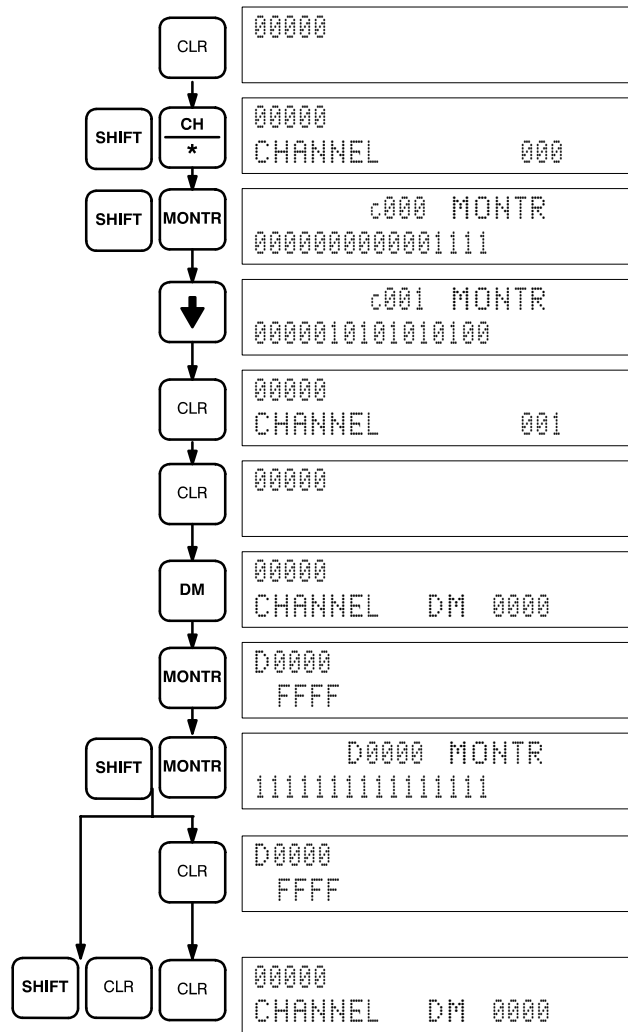 CLR
00000
SHIFT CH * 
00000
CHANNEL 000
SHIFT MONTR
c000 MONTR
0000000000001111
c001 MONTR
0000010101010100
CLR
00000
CHANNEL 001
CLR
00000
DM
00000
CHANNEL DM 0000
MONTR
D0000
FFFF
SHIFT MONTR
D0000 MONTR
1111111111111111
CLR
D0000
FFFF
SHIFT CLR CLR
00000
CHANNEL DM 0000